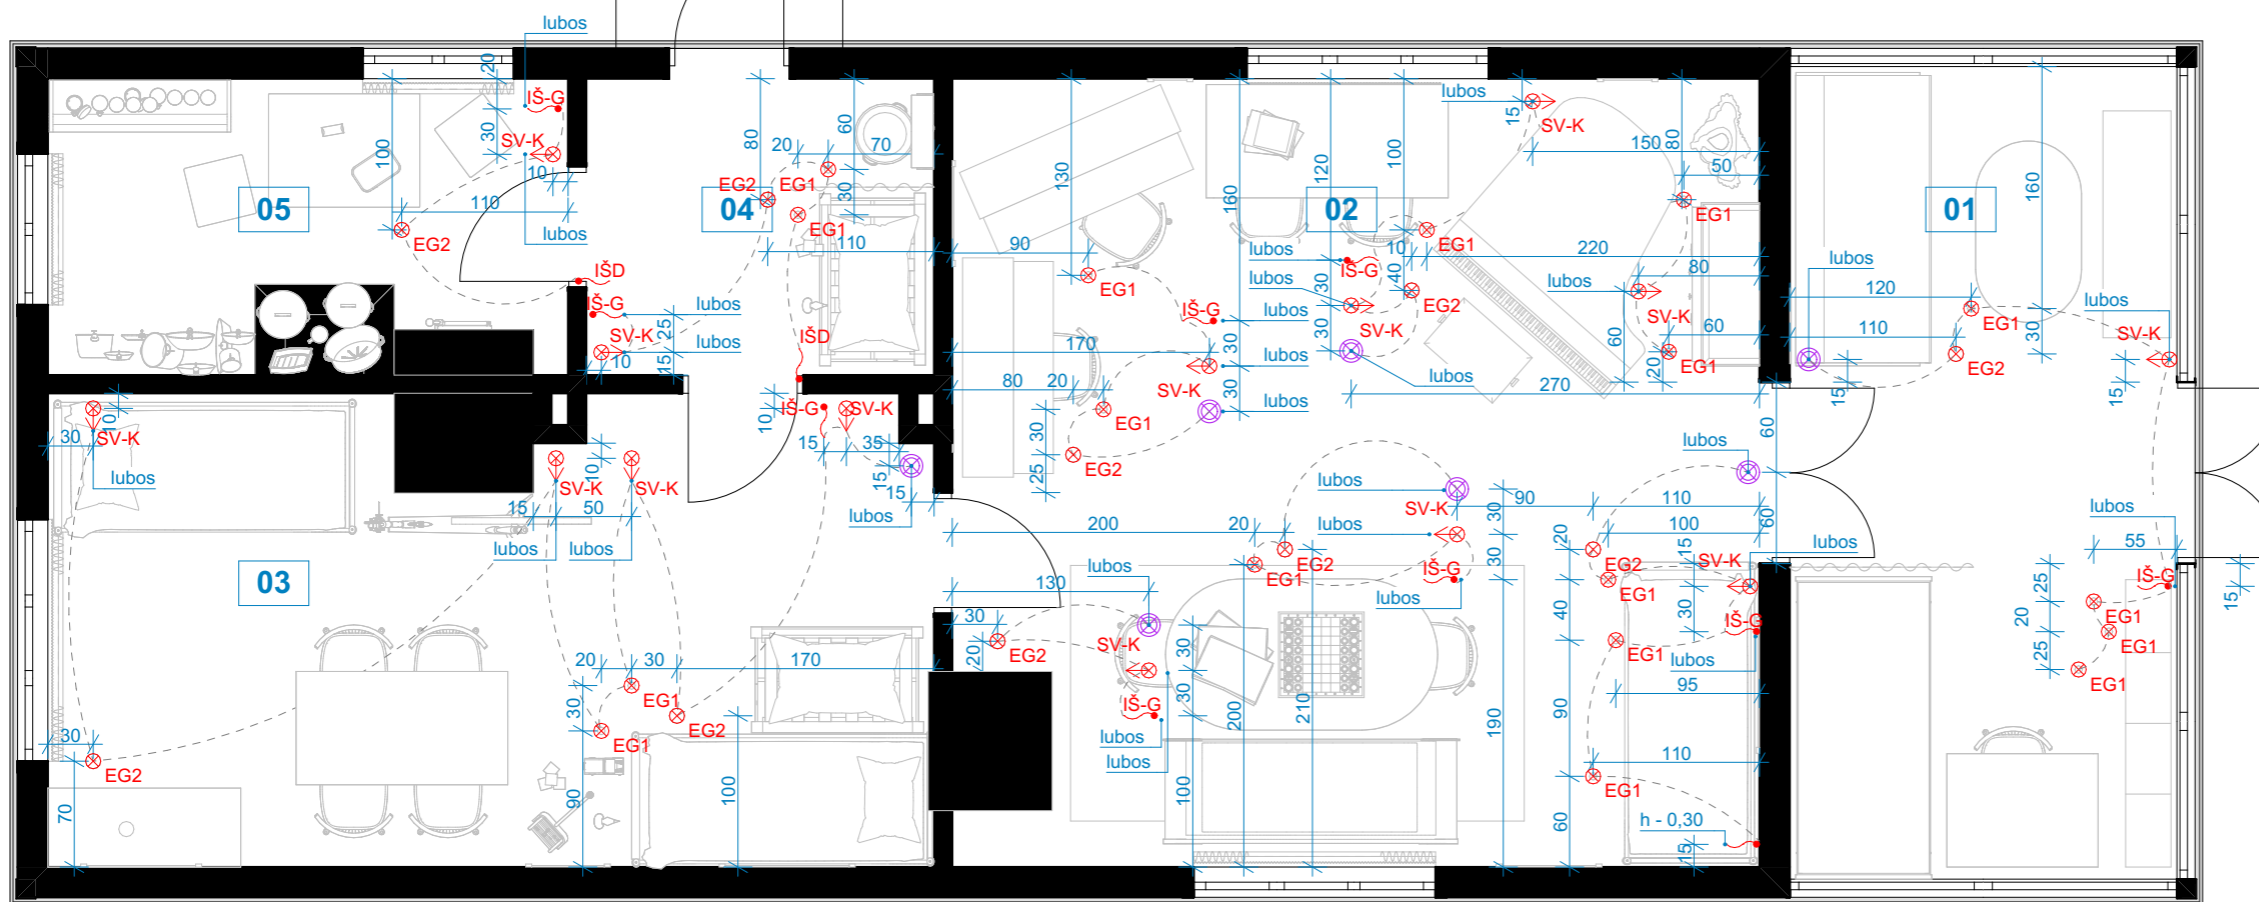 lubos
20
IŠ-G
30
SV-K
100
10
05
110
lubos
EG2
IŠD
IŠ-G
lubos
25
SV-K
lubos
15
10
80
60
20
70
EG2
EG1
30
04
EG1
110
IŠD
130
160
120
100
lubos
15
SV-K
150
80
50
EG1
02
EG1
90
lubos
10
220
IŠ-G
40
80
EG1
lubos
30
lubos
EG2
IŠ-G
lubos
SV-K
SV-K
30
30
60
60
170
lubos
lubos
20
EG1
80
20
SV-K
30
lubos
270
EG1
30
EG2
25
160
01
lubos
120
lubos
EG1
110
30
SV-K
EG2
15
15
10
30
SV-K
lubos
10
IŠ-G
SV-K
15
35
15
15
lubos
10
SV-K
SV-K
15
50
lubos
lubos
03
20
30
170
30
EG1
EG2
EG1
30
EG2
70
90
100
60
lubos
lubos
SV-K
90
110
30
200
20
lubos
20
100
60
15
SV-K
lubos
EG2
EG1
30
EG2
IŠ-G
EG1
lubos
130
lubos
40
30
IŠ-G
30
20
EG2
SV-K
30
EG1
lubos
30
95
IŠ-G
200
210
190
90
lubos
lubos
110
EG1
100
60
h - 0,30
15
lubos
55
25
IŠ-G
15
EG1
20
EG1
25
EG1